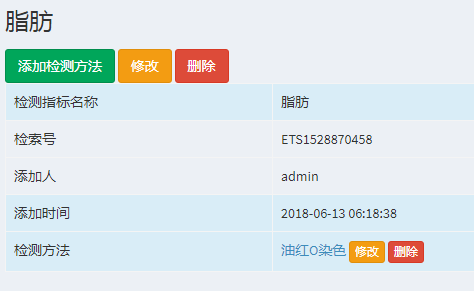 脂肪
添加检测方法 修改 删除
检测指标名称 脂肪
检索号 ETS1528870458
添加人 admin
添加时间 2018-06-13 06:18:38
检测方法 油红O染色 修改 删除